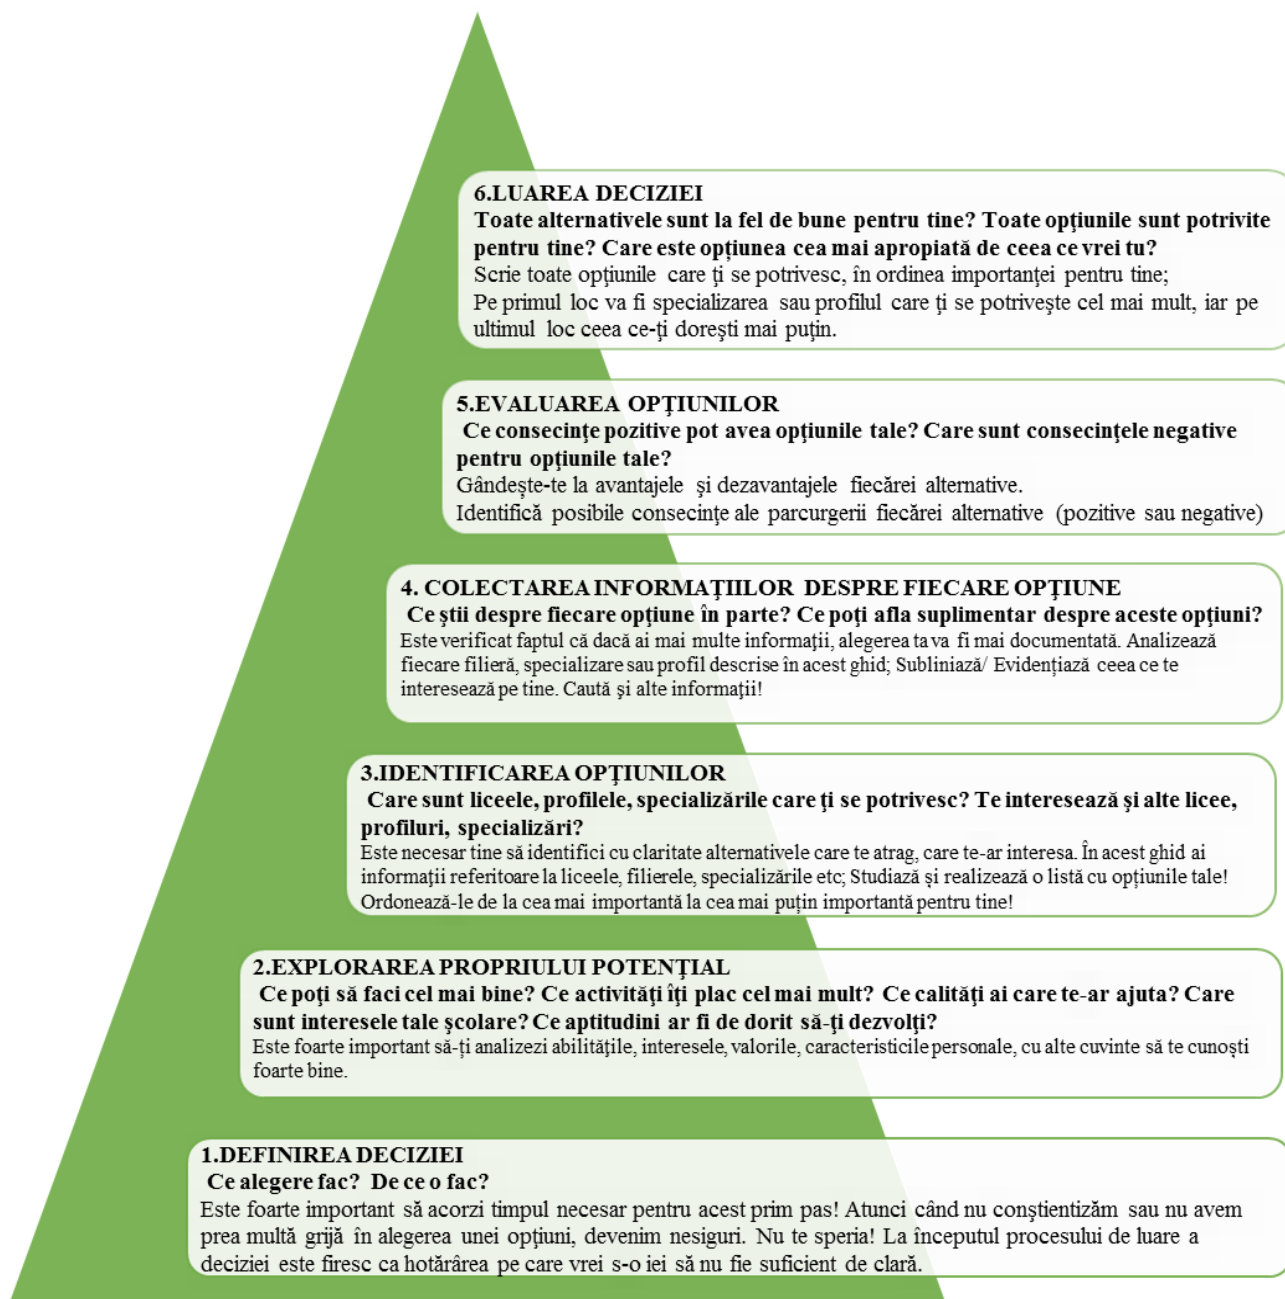 6.LUAREA DECIZIEI
Toate alternativele sunt la fel de bune pentru tine? Toate opţiunile sunt potrivite
pentru tine? Care este opțiunea cea mai apropiată de ceea ce vrei tu?
Scrie toate opţiunile care ţi se potrivesc, în ordinea importanţei pentru tine;
Pe primul loc va fi specializarea sau profilul care ţi se potriveşte cel mai mult, iar pe
ultimul loc ceea ce-ţi doreşti mai puţin.
5.EVALUAREA OPŢIUNILOR
Ce consecinţe pozitive pot avea opţiunile tale? Care sunt consecinţele negative
pentru opţiunile tale?
Gândește-te la avantajele şi dezavantajele fiecărei alternative.
Identifică posibile consecinţe ale parcurgerii fiecărei alternative (pozitive sau negative)
4. COLECTAREA INFORMAŢIILOR DESPRE FIECARE OPŢIUNE
Ce ştii despre fiecare opţiune în parte? Ce poţi afla suplimentar despre aceste opţiuni?
Este verificat faptul că dacă ai mai multe informaţii, alegerea ta va fi mai documentată. Analizează
fiecare filieră, specializare sau profil descrise în acest ghid; Subliniază/ Evidențiază ceea ce te
interesează pe tine. Caută şi alte informaţii!
3.IDENTIFICAREA OPŢIUNILOR
Care sunt liceele, profilele, specializările care ţi se potrivesc? Te interesează şi alte licee,
profiluri, specializări?
Este necesar tine să identifici cu claritate alternativele care te atrag, care te-ar interesa. În acest ghid ai
informaţii referitoare la liceele, filierele, specializările etc; Studiază și realizează o listă cu opțiunile tale!
Ordonează-le de la cea mai importantă la cea mai puțin importantă pentru tine!
2.EXPLORAREA PROPRIULUI POTENŢIAL
Ce poţi să faci cel mai bine? Ce activităţi îţi plac cel mai mult? Ce calităţi ai care te-ar ajuta? Care
sunt interesele tale şcolare? Ce aptitudini ar fi de dorit să-ţi dezvolţi?
Este foarte important să-ți analizezi abilitățile, interesele, valorile, caracteristicile personale, cu alte cuvinte să te cunoști
foarte bine.
1.DEFINIREA DECIZIEI
Ce alegere fac? De ce o fac?
Este foarte important să acorzi timpul necesar pentru acest prim pas! Atunci când nu conştientizăm sau nu avem
prea multă grijă în alegerea unei opţiuni, devenim nesiguri. Nu te speria! La începutul procesului de luare a
deciziei este firesc ca hotărârea pe care vrei s-o iei să nu fie suficient de clară.